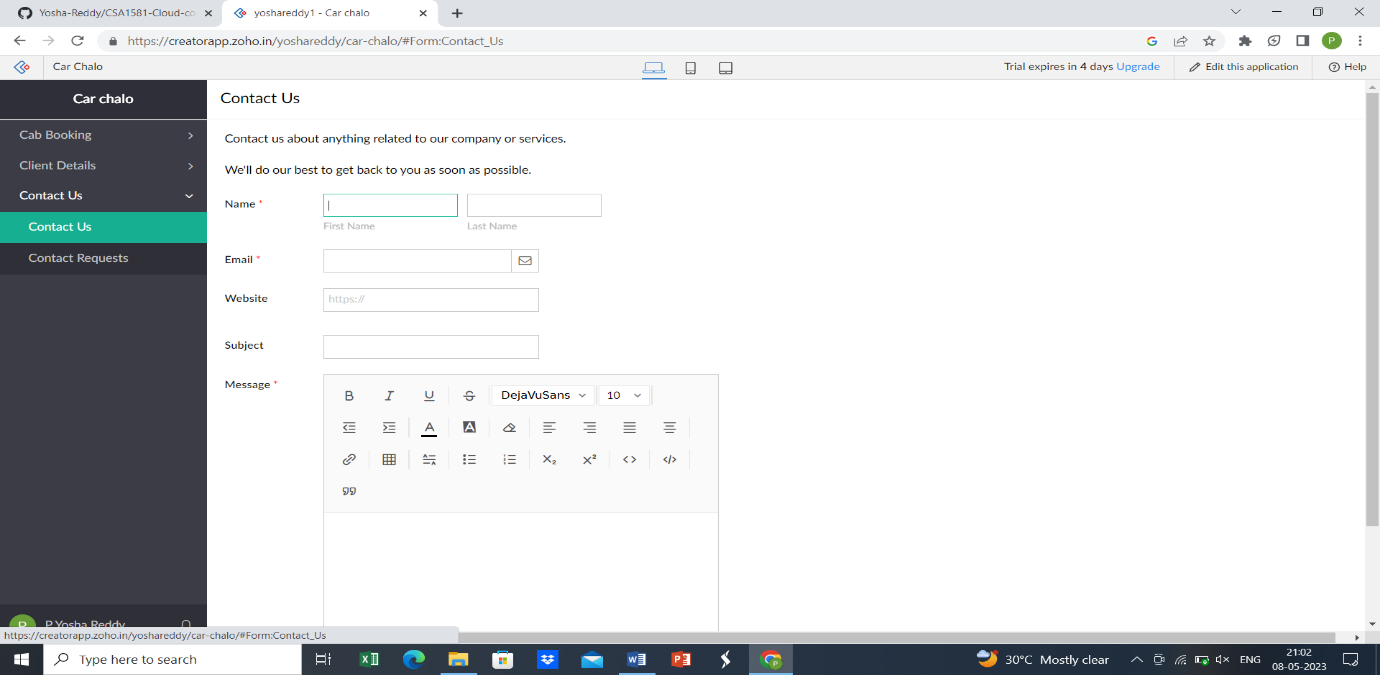 Yosha-Reddy/CSA1581-Cloud-co
yoshareddy1 - Car chalo
https://creatorapp.zoho.in/yoshareddy/car-chalo/#Form:Contact_Us
P
Car Chalo
Trial expires in 4 days Upgrade
Edit this application
Help
Car chalo
Contact Us
Cab Booking
Client Details
Contact Us
Contact Us
Contact Requests
Contact us about anything related to our company or services.
We'll do our best to get back to you as soon as possible.
Name *
First Name
Last Name
Email *
Website
https://
Subject
Message *
B I U S DejaVuSans 10
A A
X₂ X²
P Yosha Reddy
https://creatorapp.zoho.in/yoshareddy/car-chalo/#Form:Contact_Us
Type here to search
30°C Mostly clear
ENG
21:02
08-05-2023